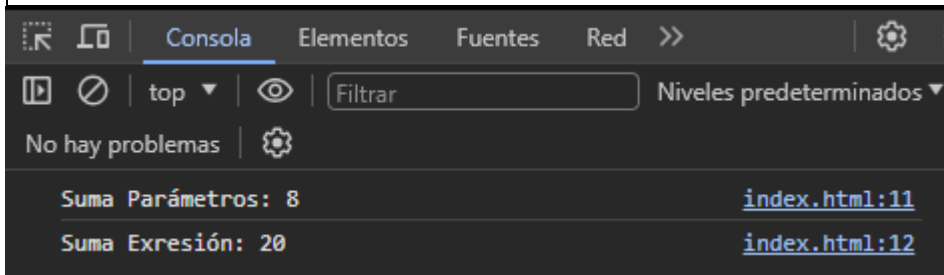 Consola Elementos Fuentes Red
top Filtrar Niveles predeterminados
No hay problemas
Suma Parámetros: 8 index.html:11
Suma Exresión: 20 index.html:12